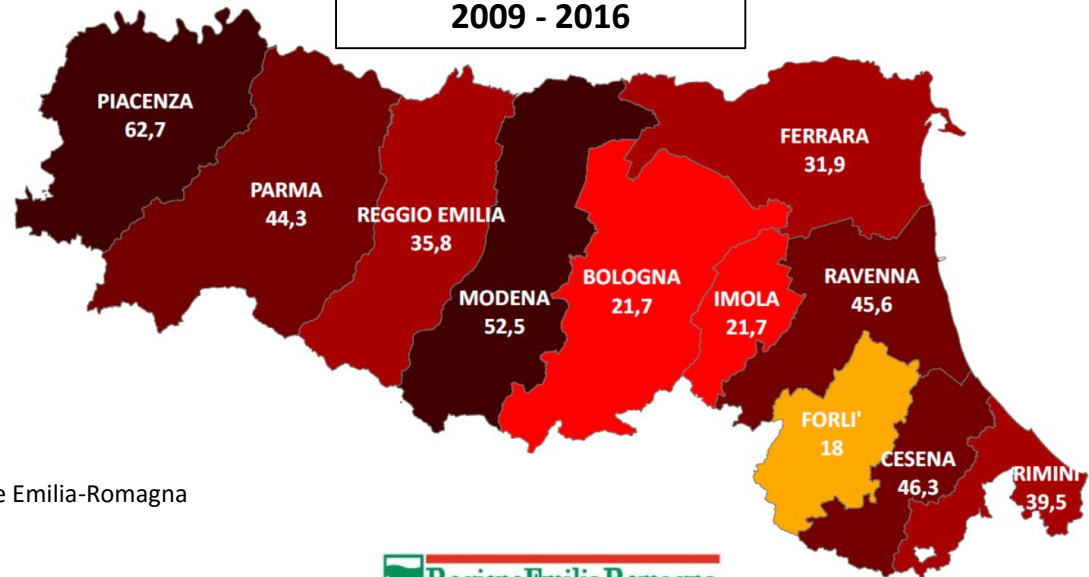 2009 - 2016
PIACENZA
62,7
PARMA
44,3
REGGIO EMILIA
35,8
MODENA
52,5
BOLOGNA
21,7
IMOLA
21,7
FERRARA
31,9
RAVENNA
45,6
FORLI'
18
CESENA
46,3
RIMINI
39,5
e Emilia-Romagna
RegioneEmiliaRomagna